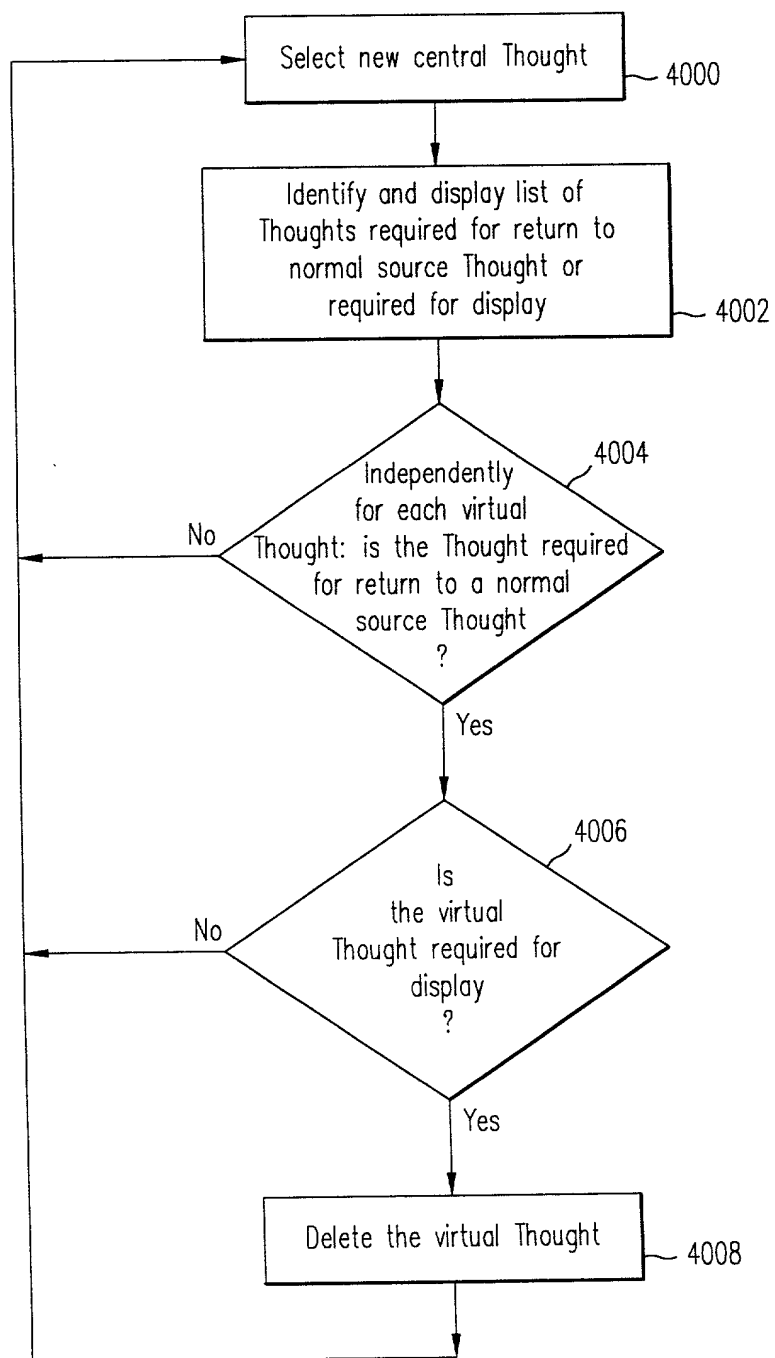 Select new central Thought
4000
Identify and display list of
Thoughts required for return to
normal source Thought or
required for display
4002
4004
Independently
for each virtual
Thought: is the Thought required
for return to a normal
source Thought
?
No
Yes
4006
Is
the virtual
Thought required for
display
?
No
Yes
Delete the virtual Thought
4008